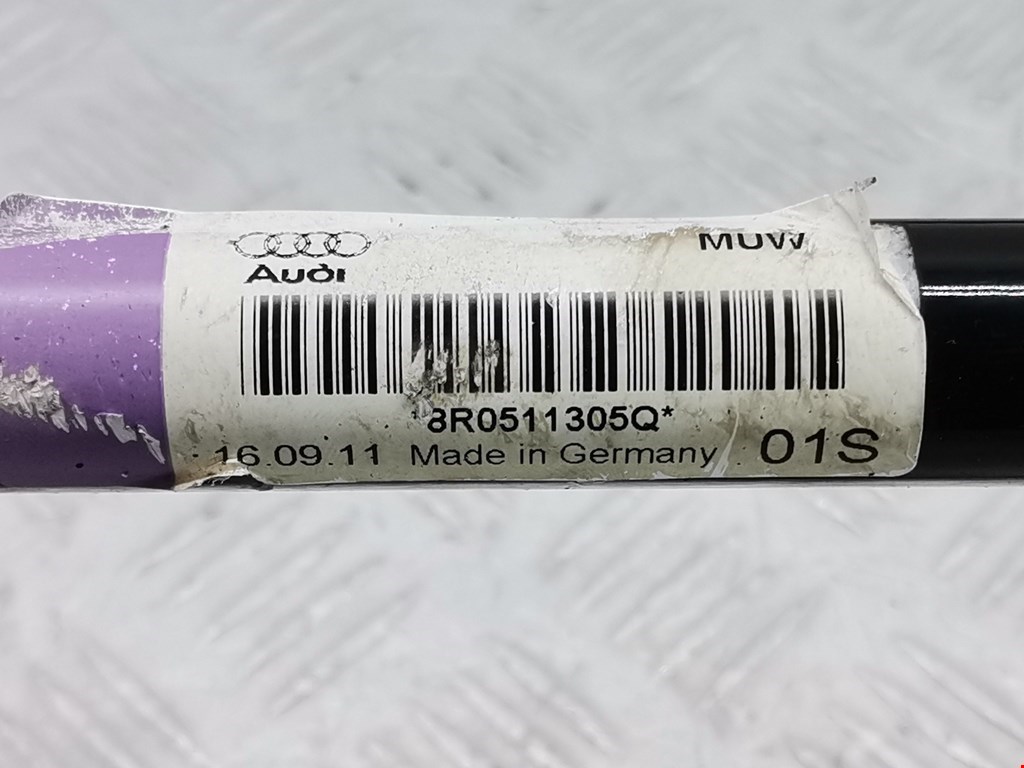 MUW
Audi
8R0511305Q*
16.09.11 Made in Germany 01S